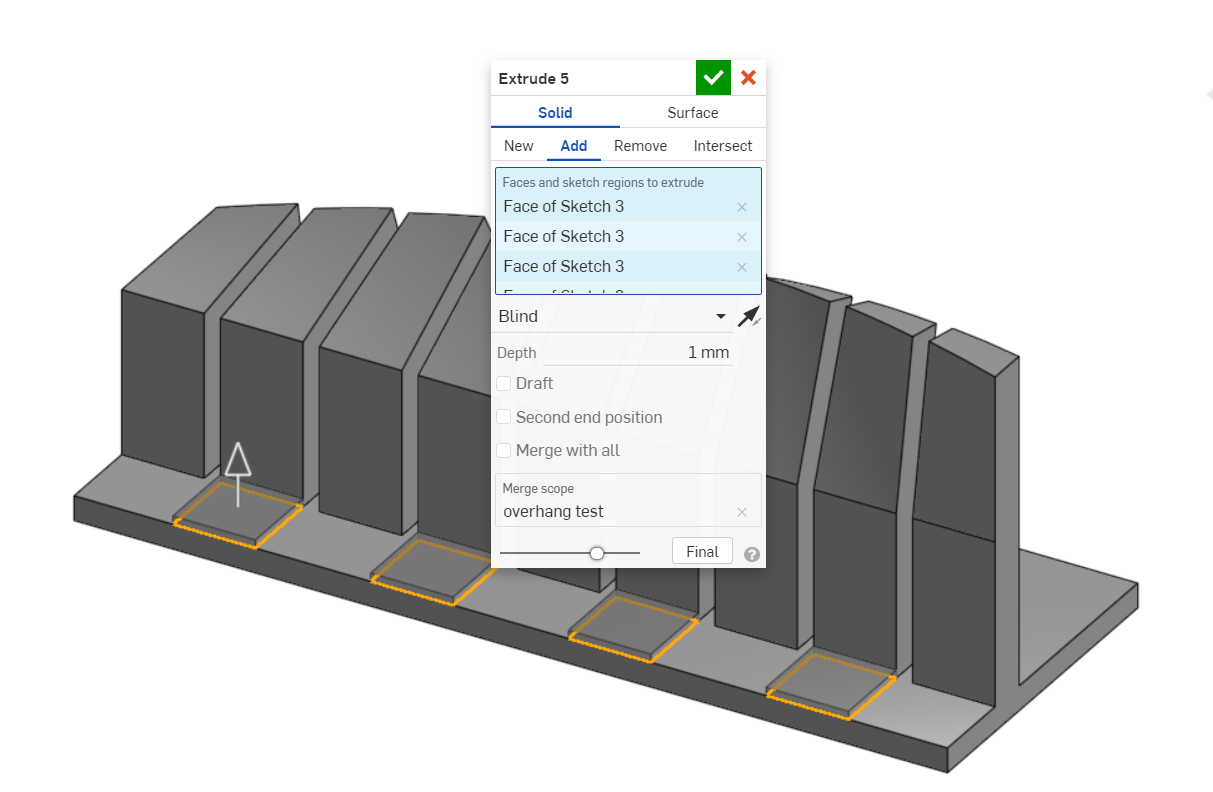 Extrude 5
Solid Surface
New Add Remove Intersect
Faces and sketch regions to extrude
Face of Sketch 3
Face of Sketch 3
Face of Sketch 3
Blind
Depth 1 mm
Draft
Second end position
Merge with all
Merge scope
overhang test
Final